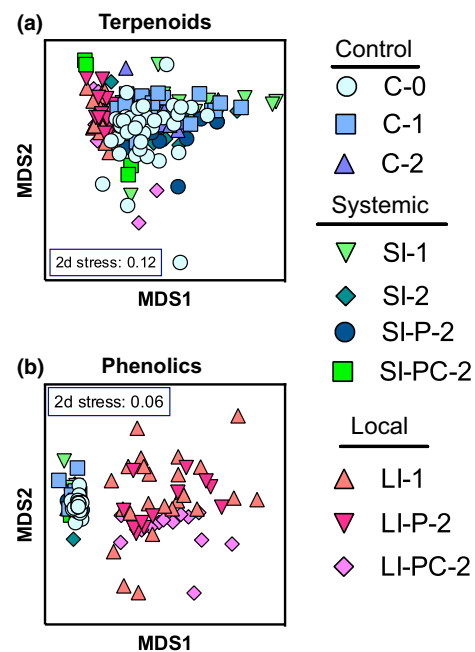 (a) Terpenoids
MDS2
2d stress: 0.12
MDS1
(b) Phenolics
2d stress: 0.06
MDS2
MDS1
Control
C-0
C-1
C-2
Systemic
SI-1
SI-2
SI-P-2
SI-PC-2
Local
LI-1
LI-P-2
LI-PC-2